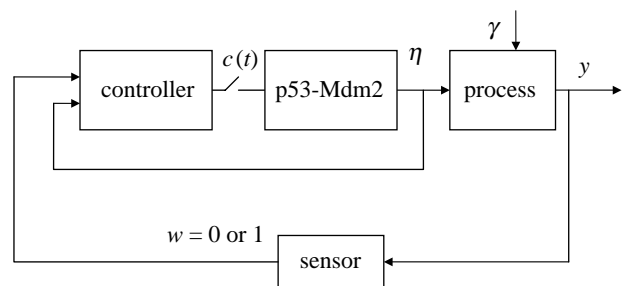 γ
c(t)
η
y
controller
p53-Mdm2
process
w = 0 or 1
sensor